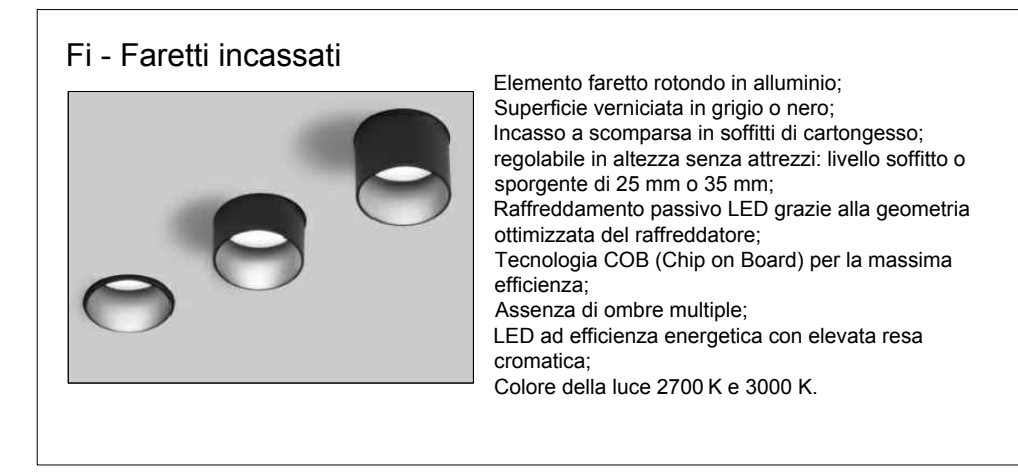 Fi - Faretti incassati
Elemento faretto rotondo in alluminio;
Superficie verniciata in grigio o nero;
Incasso a scomparsa in soffitti di cartongesso;
regolabile in altezza senza attrezzi: livello soffitto o
sporgente di 25 mm o 35 mm;
Raffreddamento passivo LED grazie alla geometria
ottimizzata del raffreddatore;
Tecnologia COB (Chip on Board) per la massima
efficienza;
Assenza di ombre multiple;
LED ad efficienza energetica con elevata resa
cromatica;
Colore della luce 2700 K e 3000 K.